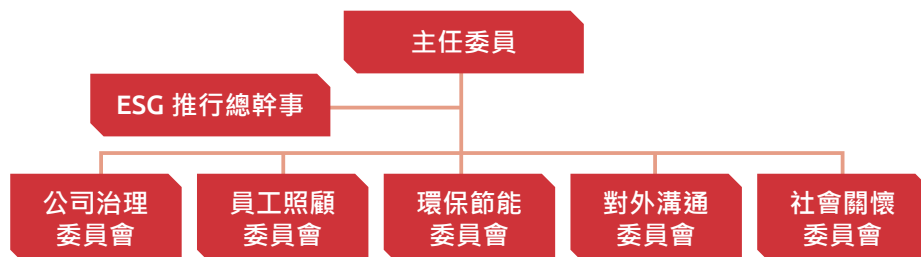 主任委員
ESG 推行總幹事
公司治理
委員會
員工照顧
委員會
環保節能
委員會
對外溝通
委員會
社會關懷
委員會